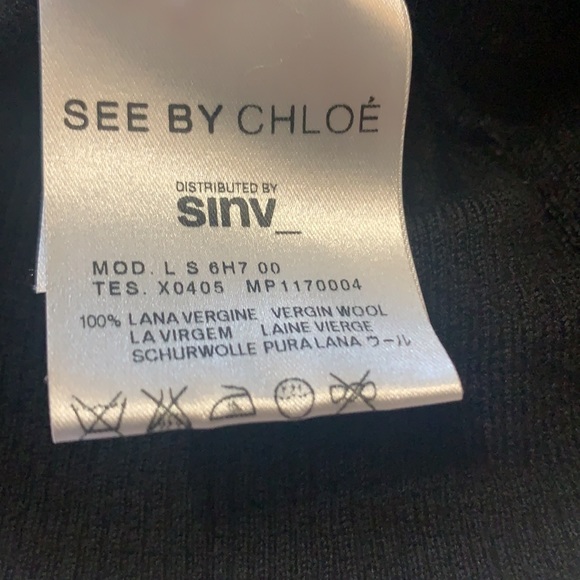 SEE BY CHLOÉ
DISTRIBUTED BY
sinv_
MOD. L S 6H7 00
TES. X0405 MP1170004
100% LANA VERGINE VERGIN WOOL
LA VIRGEM LAINE VIERGE
SCHURWOLLE PURA LANA ウール